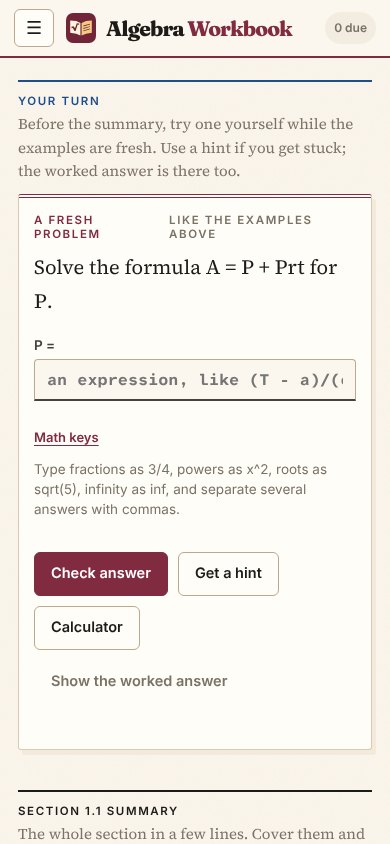 Algebra Workbook
0 due
YOUR TURN
Before the summary, try one yourself while the
examples are fresh. Use a hint if you get stuck;
the worked answer is there too.
A FRESH PROBLEM
LIKE THE EXAMPLES ABOVE
Solve the formula A = P + Prt for
P.
P =
an expression, like (T - a)/(
Math keys
Type fractions as 3/4, powers as x^2, roots as
sqrt(5), infinity as inf, and separate several
answers with commas.
Check answer
Get a hint
Calculator
Show the worked answer
SECTION 1.1 SUMMARY
The whole section in a few lines. Cover them and